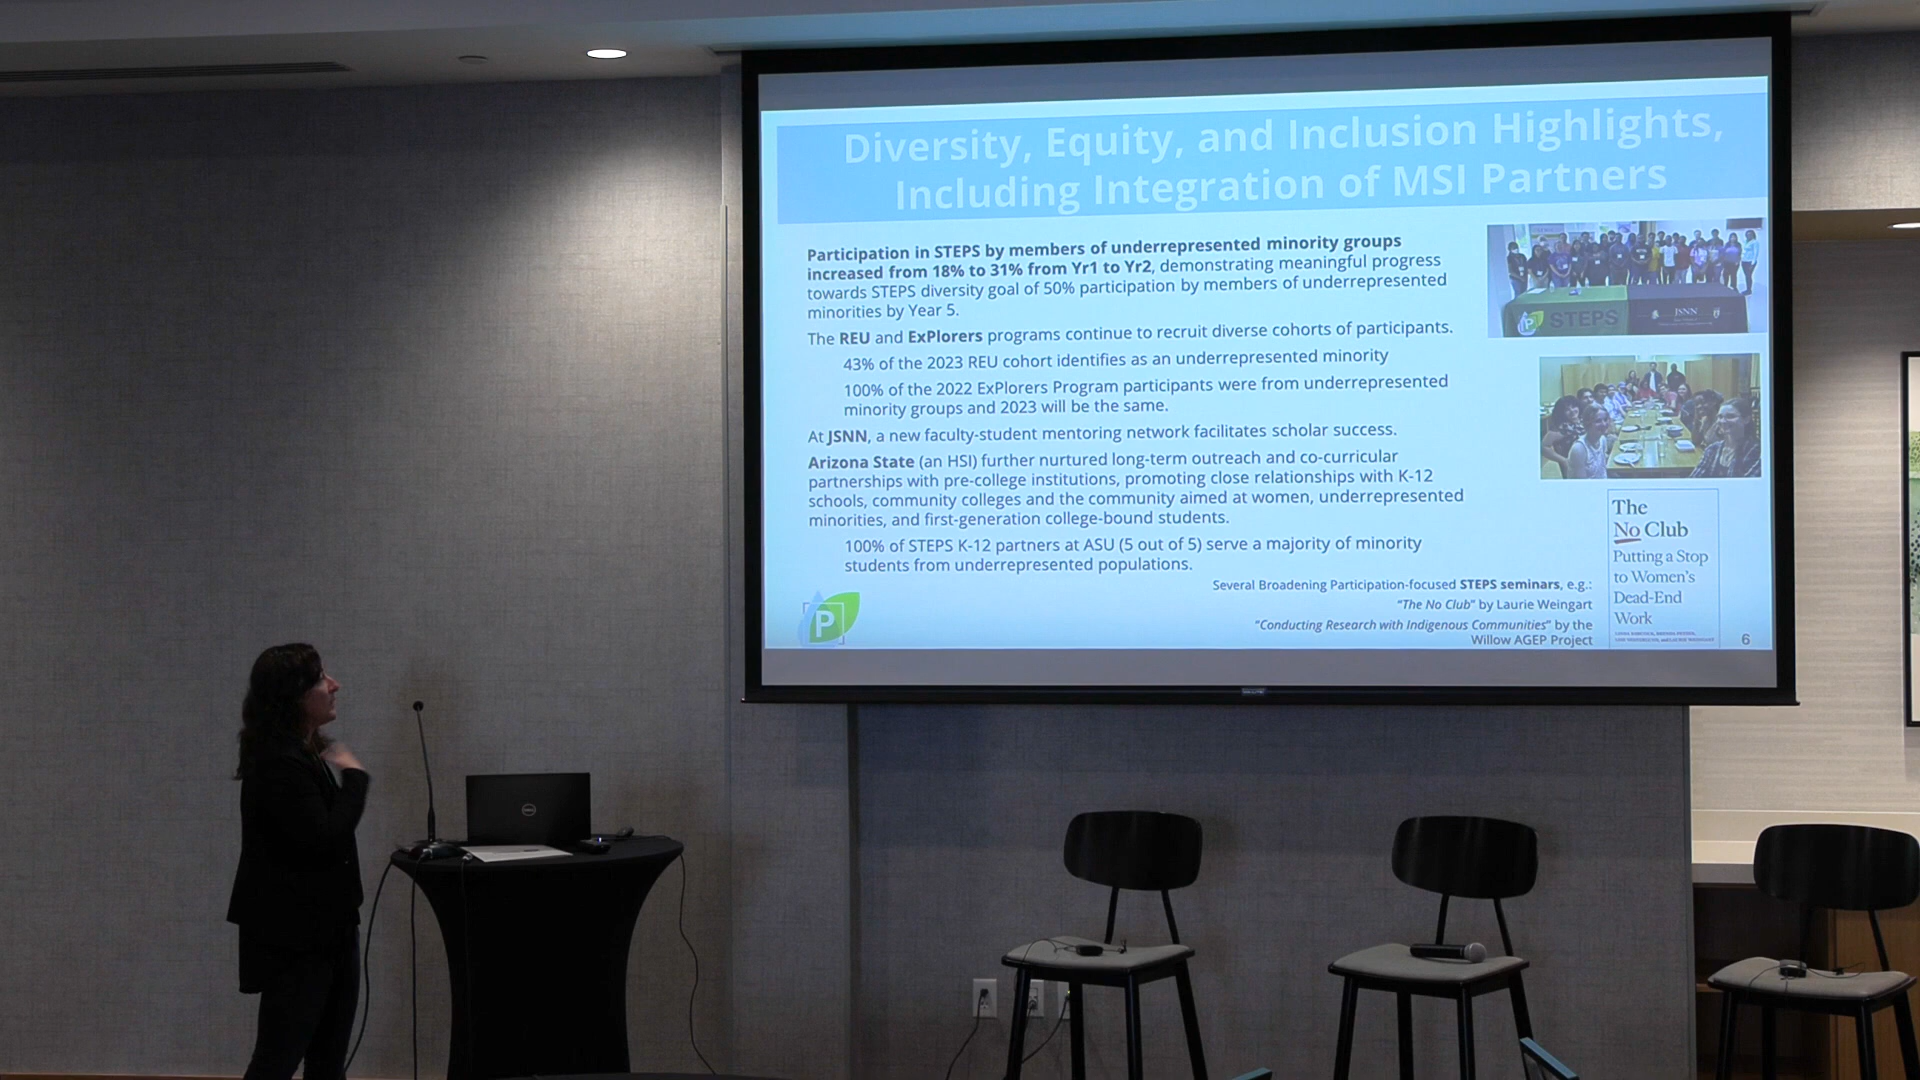 Diversity, Equity, and Inclusion Highlights,
Including Integration of MSI Partners
Participation in STEPS by members of underrepresented minority groups
increased from 18% to 31% from Yr1 to Yr2, demonstrating meaningful progress
towards STEPS diversity goal of 50% participation by members of underrepresented
minorities by Year 5.
The REU and ExPlorers programs continue to recruit diverse cohorts of participants.
43% of the 2023 REU cohort identifies as an underrepresented minority
100% of the 2022 ExPlorers Program participants were from underrepresented
minority groups and 2023 will be the same.
At JSNN, a new faculty-student mentoring network facilitates scholar success.
Arizona State (an HSI) further nurtured long-term outreach and co-curricular
partnerships with pre-college institutions, promoting close relationships with K-12
schools, community colleges and the community aimed at women, underrepresented
minorities, and first-generation college-bound students.
100% of STEPS K-12 partners at ASU (5 out of 5) serve a majority of minority
students from underrepresented populations.
Several Broadening Participation-focused STEPS seminars, e.g.:
"The No Club" by Laurie Weingart
"Conducting Research with Indigenous Communities" by the
Willow AGEP Project
P STEPS
JSNN
The
No Club
Putting a Stop
to Women's
Dead-End
Work
6
P
DELL